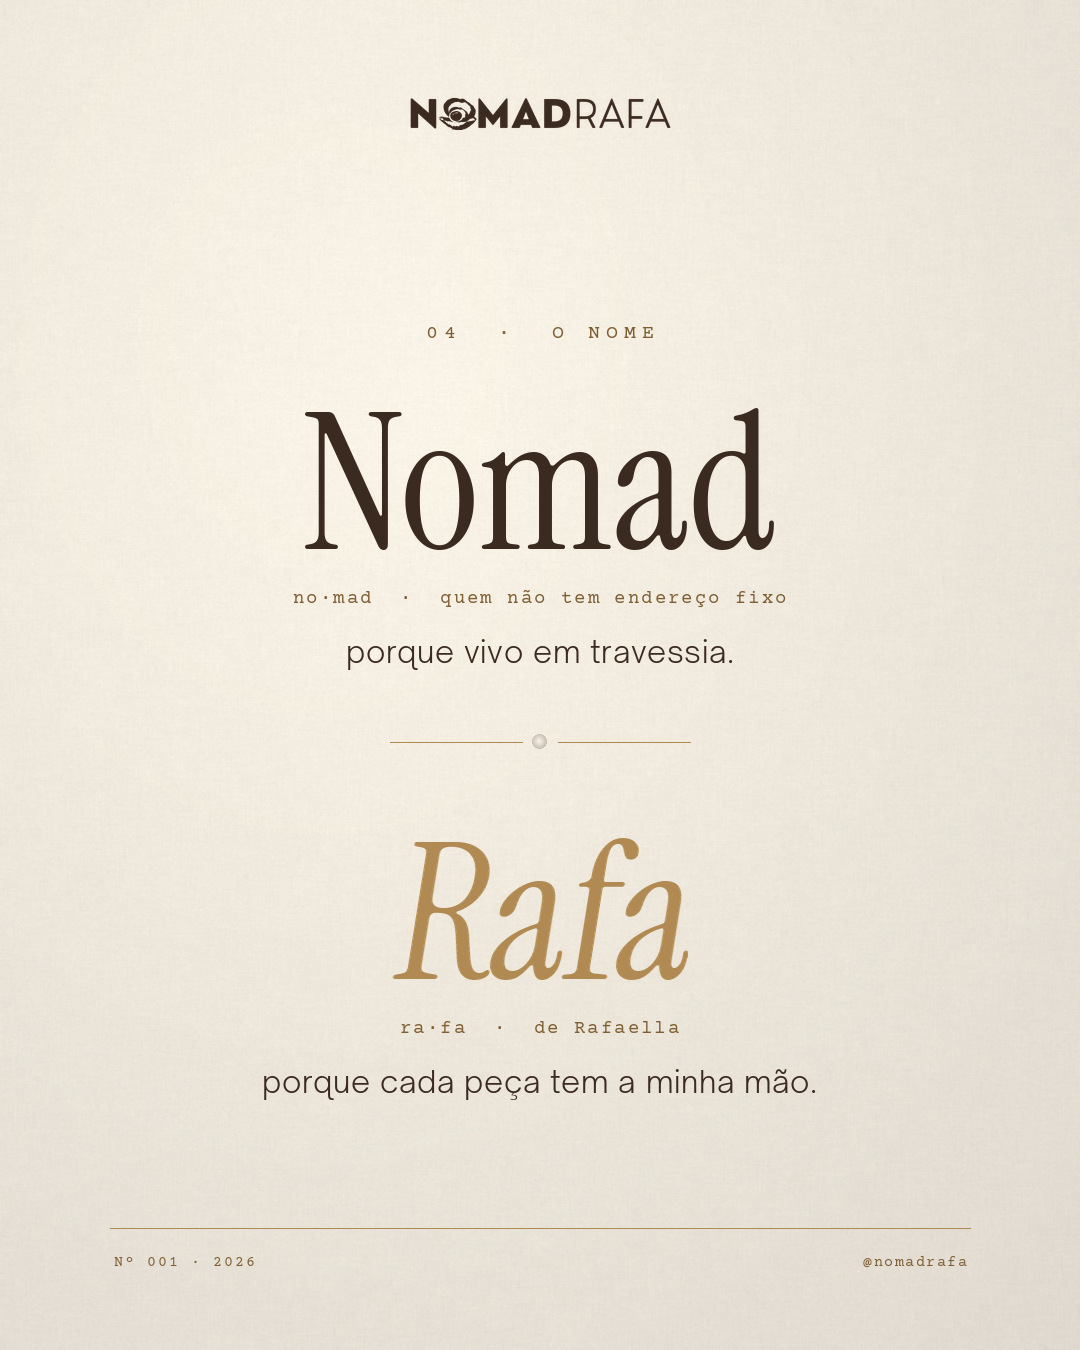 NOMADRAFA
04 · O NOME
Nomad
no·mad · quem não tem endereço fixo
porque vivo em travessia.
Rafa
ra·fa · de Rafaella
porque cada peça tem a minha mão.
Nº 001 · 2026
@nomadrafa